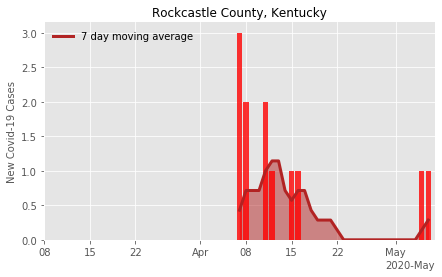 Rockcastle County, Kentucky
7 day moving average
New Covid-19 Cases
3.0
2.5
2.0
1.5
1.0
0.5
0.0
08 15 22 Apr 08 15 22 May
2020-May